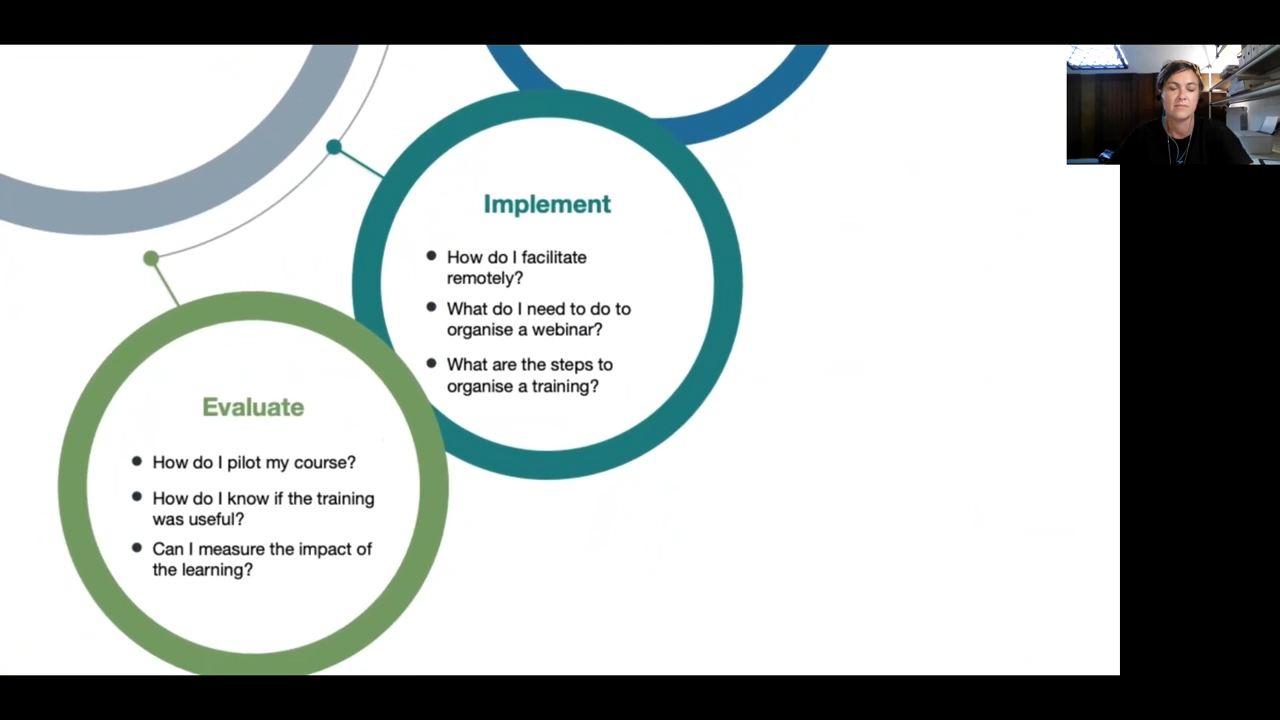 Implement
How do I facilitate
remotely?
What do I need to do to
organise a webinar?
What are the steps to
organise a training?
Evaluate
How do I pilot my course?
How do I know if the training
was useful?
Can I measure the impact of
the learning?